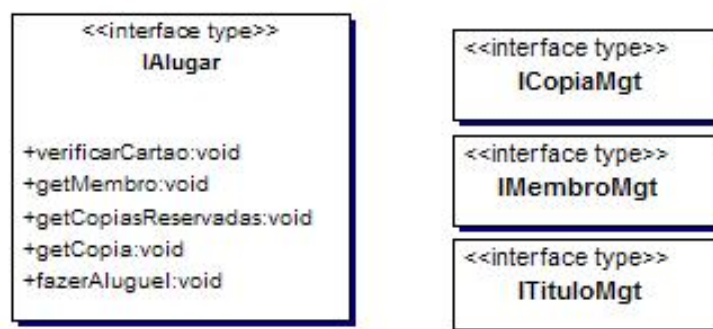 <<interface type>>
IAlugar
+verificarCartao:void
+getMembro:void
+getCopiasReservadas:void
+getCopia:void
+fazerAluguel:void
<<interface type>>
ICopiaMgt
<<interface type>>
IMembroMgt
<<interface type>>
ITituloMgt